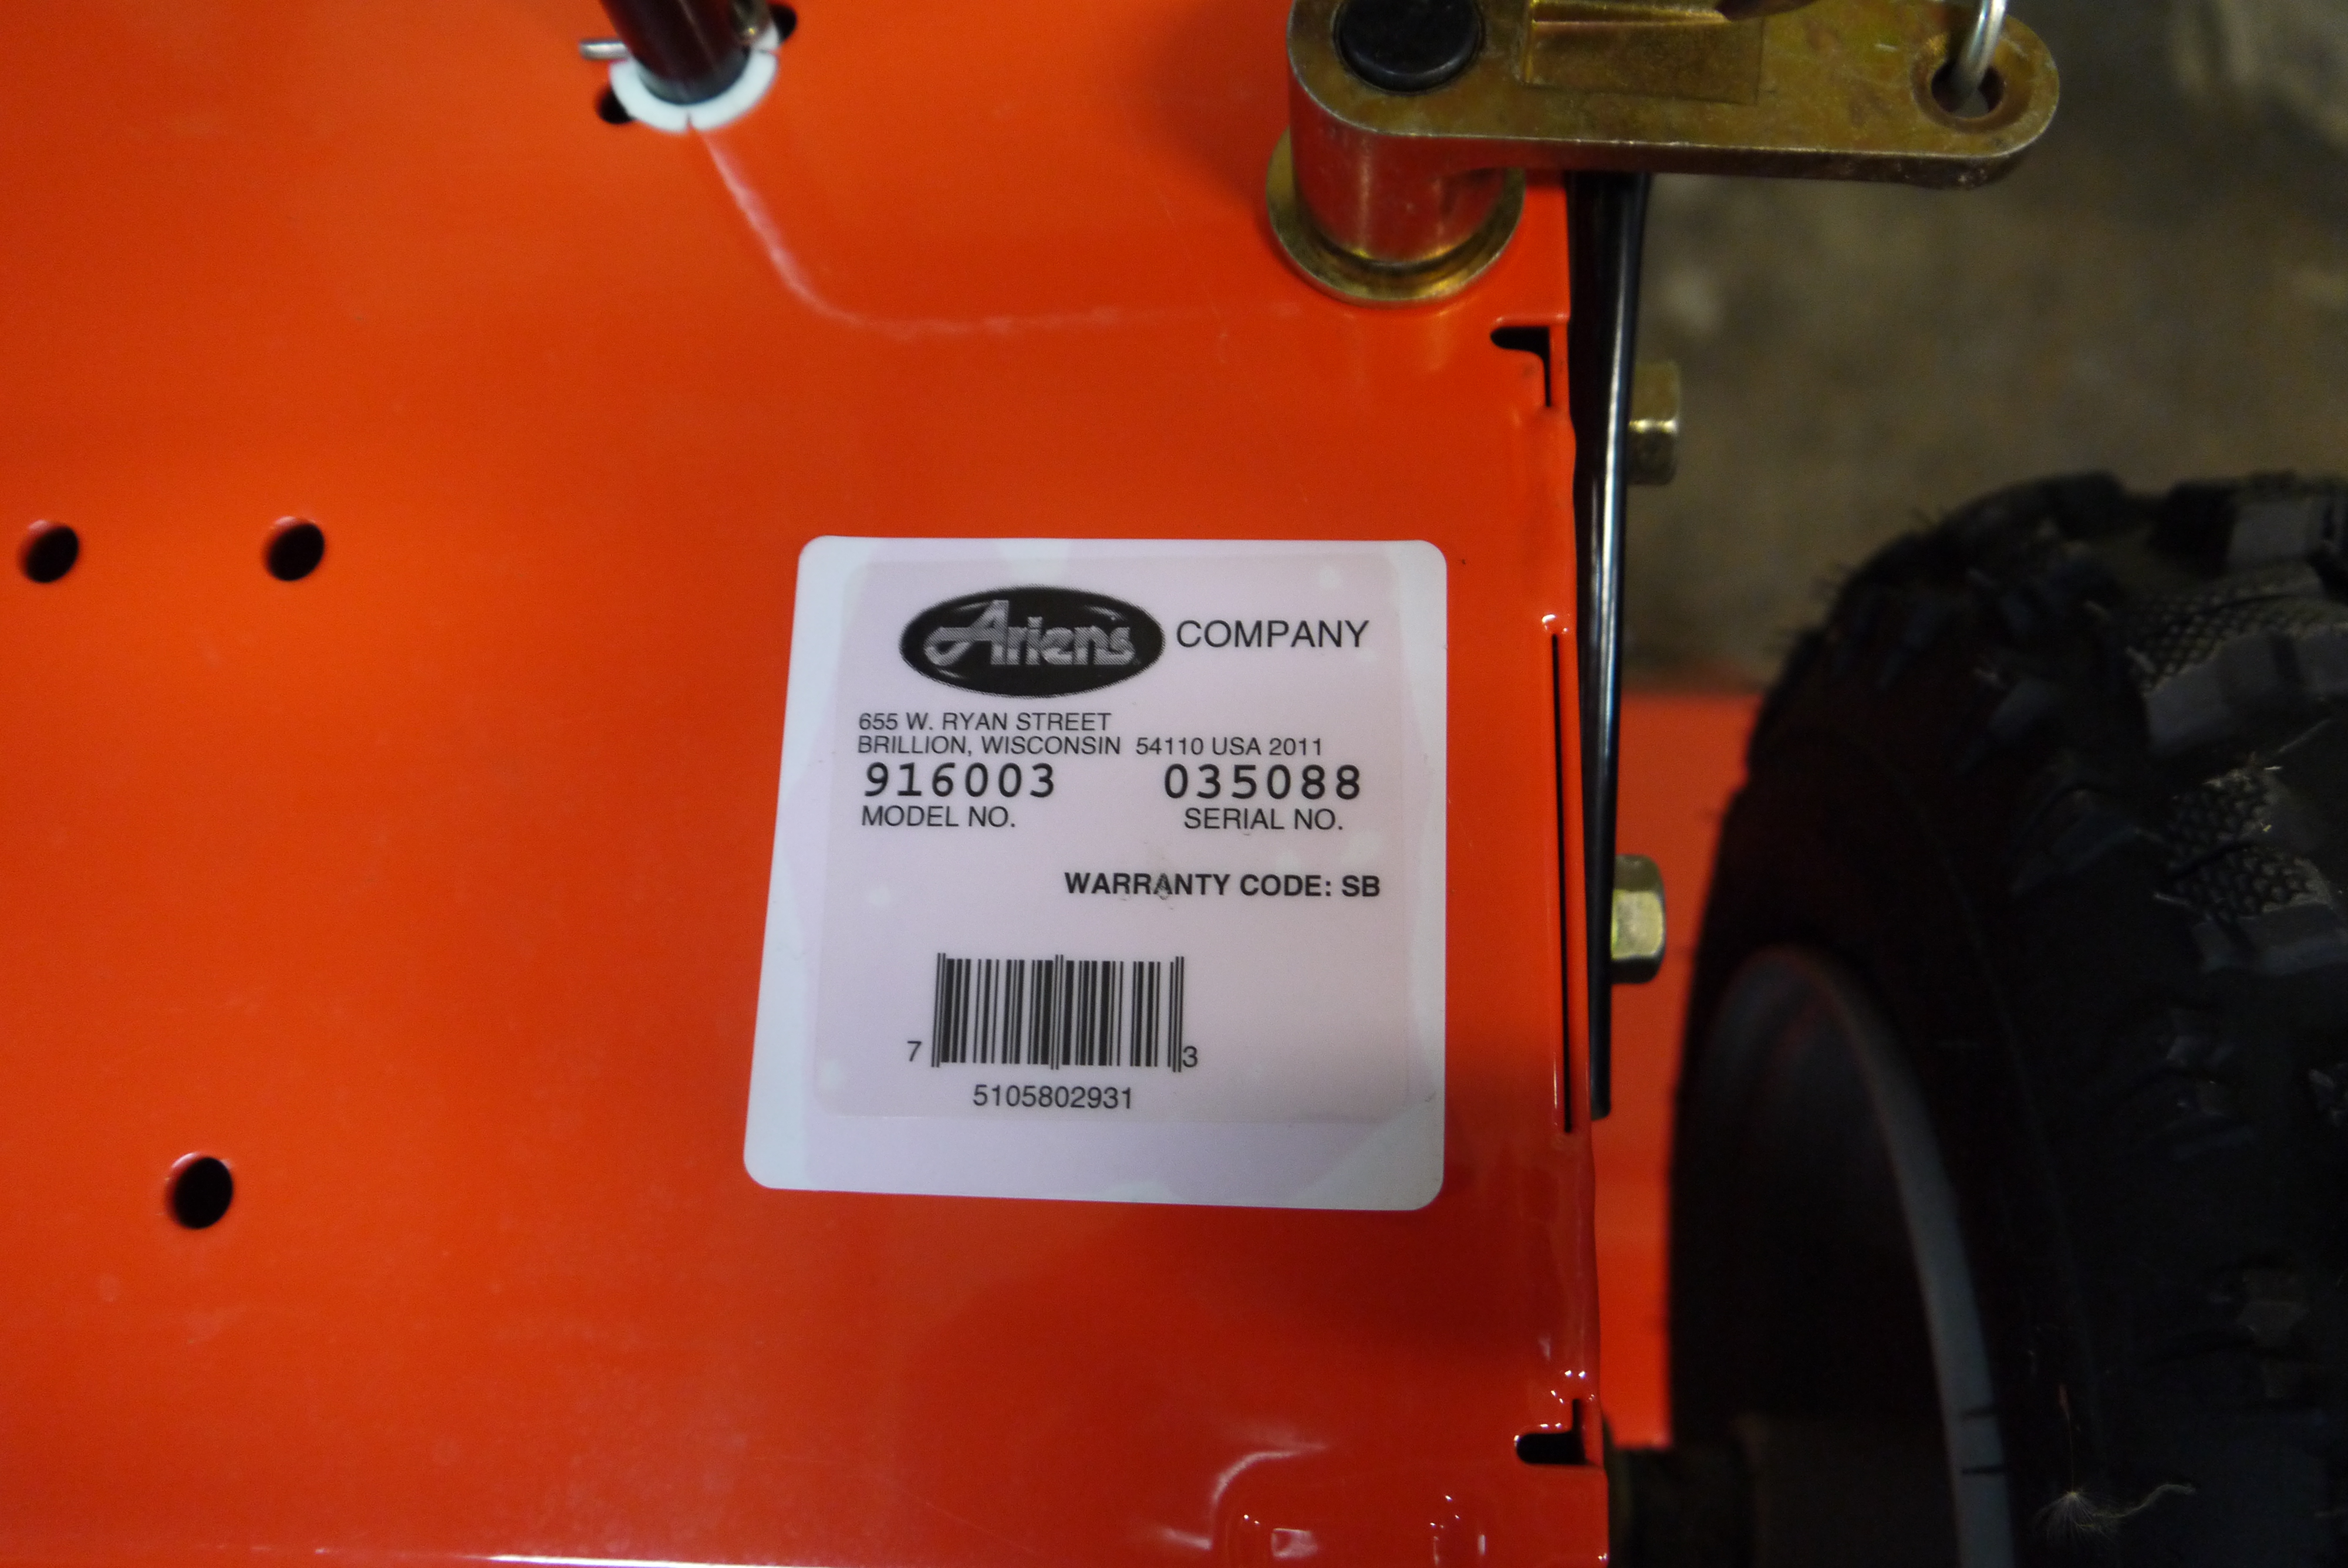 Ariens COMPANY
655 W. RYAN STREET
BRILLION, WISCONSIN 54110 USA 2011
916003 035088
MODEL NO. SERIAL NO.
WARRANTY CODE: SB
7 3
5105802931